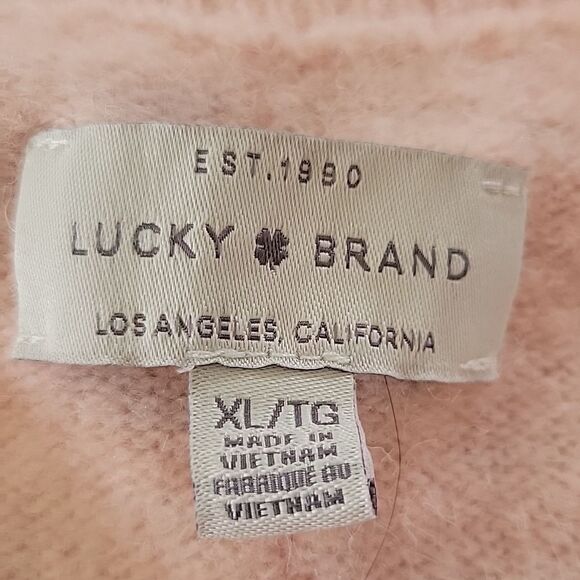 EST.1990
LUCKY BRAND
LOS ANGELES, CALIFORNIA
XL/TG
MADE IN
VIETNAM
FABRIQUE AU
VIETNAM